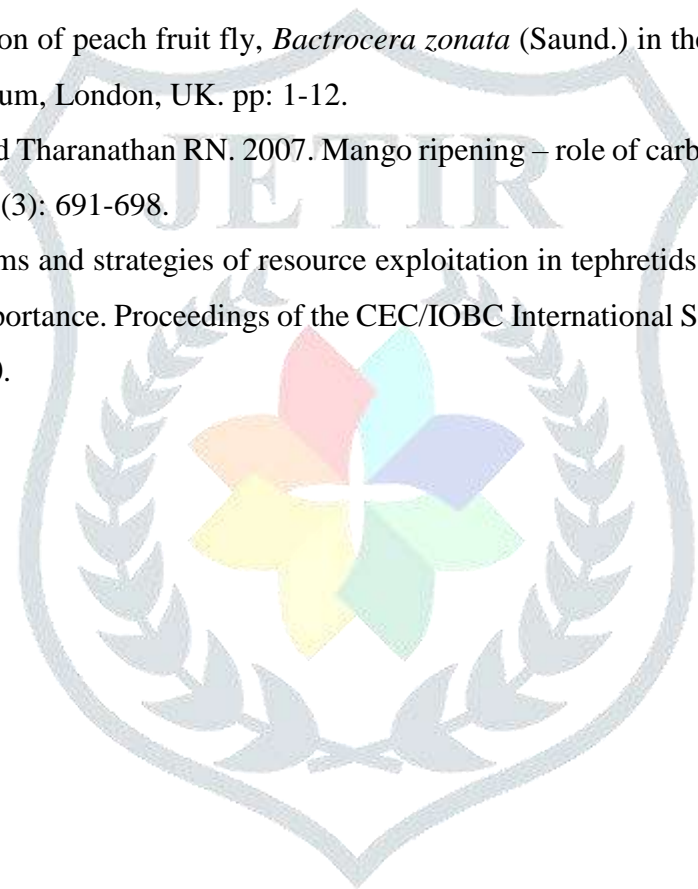 on of peach fruit fly, Bactrocera zonata (Saund.) in the
um, London, UK. pp: 1-12.
d Tharanathan RN. 2007. Mango ripening – role of carb
(3): 691-698.
ms and strategies of resource exploitation in tephretids
portance. Proceedings of the CEC/IOBC International S
JETIR